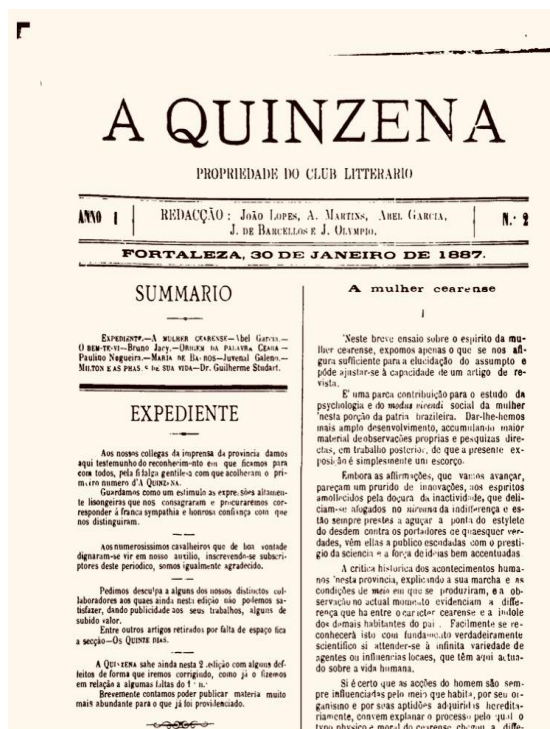 A QUINZENA
PROPRIEDADE DO CLUB LITTERARIO
ANNO I
REDACÇÃO : João Lopes, A. Martins, Abel Garcia,
J. de Barcellos e J. Olympio.
N.º 2
FORTALEZA, 30 DE JANEIRO DE 1887.
SUMMARIO
Expediente.—A mulher cearense—Abel Garcia.—
O bem-te-vi—Bruno Jacy.—Origem da palavra Ceará—
Paulino Nogueira.—Maria de Barros—Juvenal Galeno.—
Milton e as phases de sua vida—Dr. Guilherme Studart.
EXPEDIENTE
Aos nossos collegas da imprensa da provincia damos
aqui testemunho do reconhecimento em que ficamos para
com todos, pela fidalga gentileza com que acolheram o pri-
meiro numero d'A Quinzena.
Guardamos como um estimulo as expressões altamen-
te lisongeiras que nos consagraram e procuraremos cor-
responder á franca sympathia e honrosa confiança com que
nos distinguiram.
Aos numerosissimos cavalheiros que de boa vontade
dignaram-se vir em nosso auxilio, inscrevendo-se subscri-
ptores deste periodico, somos igualmente agradecido.
Pedimos desculpa a alguns dos nossos distinctos col-
laboradores aos quaes ainda nesta edição não podemos sa-
tisfazer, dando publicidade aos seus trabalhos, alguns de
subido valor.
Entre outros artigos retirados por falta de espaço fica
a secção—Os Quinze dias.
A Quinzena sahe ainda nesta 2.ª edição com alguns def-
feitos de forma que iremos corrigindo, como já o fizemos
em relação a algumas faltas do 1.º n.º
Brevemente contamos poder publicar materia muito
mais abundante para o que já foi providenciado.
A mulher cearense
I
'Neste breve ensaio sobre o espirito da mu-
lher cearense, expomos apenas o que se nos afi-
gura sufficiente para a elucidação do assumpto e
póde ajustar-se à capacidade de um artigo de re-
vista.
E' uma parca contribuição para o estudo da
psychologia e do modus vivendi social da mulher
'nesta porção da patria brazileira. Dar-lhe-hemos
mais amplo desenvolvimento, accumulando maior
material de observações proprias e pesquizas dire-
ctas, em trabalho posterior, de que a presente ex-
posição é simplesmente um escorço.
Embora as affirmações, que vamos avançar,
pareçam um prurido de innovações, aos espiritos
amollecidos pela doçura da inactividade, que deli-
ciam-se afogados no nirvana da indifferença e es-
tão sempre prestes a aguçar a ponta do estylete
do desdem contra os portadores de quaesquer ver-
dades, vêm ellas a publico escudadas com o presti-
gio da sciencia e a força de idéas bem accentuadas
A critica historica dos acontecimentos huma-
nos 'nesta provincia, explicando a sua marcha e as
condições de meio em que se produziram, e a ob-
servação no actual momento evidenciam a diffe-
rença que ha entre o caracter cearense e a indole
dos demais habitantes do paiz. Facilmente se re-
conhecerá isto com fundamento verdadeiramente
scientifico si attender-se à infinita variedade de
agentes ou influencias locaes, que têm aqui actua-
do sobre a vida humana.
Si é certo que as acções do homem são sem-
pre influenciadas pelo meio que habita, por seu or-
ganismo e por suas aptidões adquiridas heredita-
riamente, convem explanar o processo pelo qual o
typo physico e moral do cearense chegou a diffe-